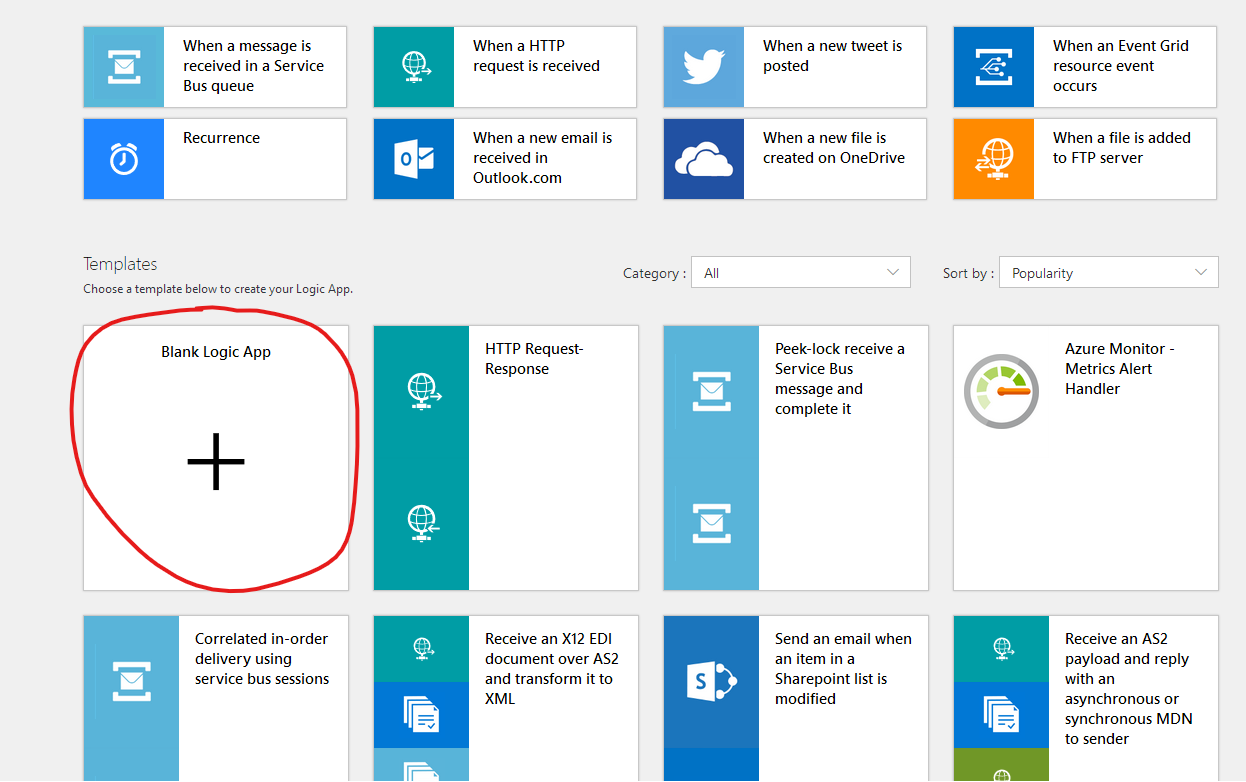 When a message is
received in a Service
Bus queue
When a HTTP
request is received
When a new tweet is
posted
When an Event Grid
resource event
occurs
Recurrence
When a new email is
received in
Outlook.com
When a new file is
created on OneDrive
When a file is added
to FTP server
Templates
Choose a template below to create your Logic App.
Category : All
Sort by : Popularity
Blank Logic App
HTTP Request-
Response
Peek-lock receive a
Service Bus
message and
complete it
Azure Monitor -
Metrics Alert
Handler
Correlated in-order
delivery using
service bus sessions
Receive an X12 EDI
document over AS2
and transform it to
XML
Send an email when
an item in a
Sharepoint list is
modified
Receive an AS2
payload and reply
with an
asynchronous or
synchronous MDN
to sender